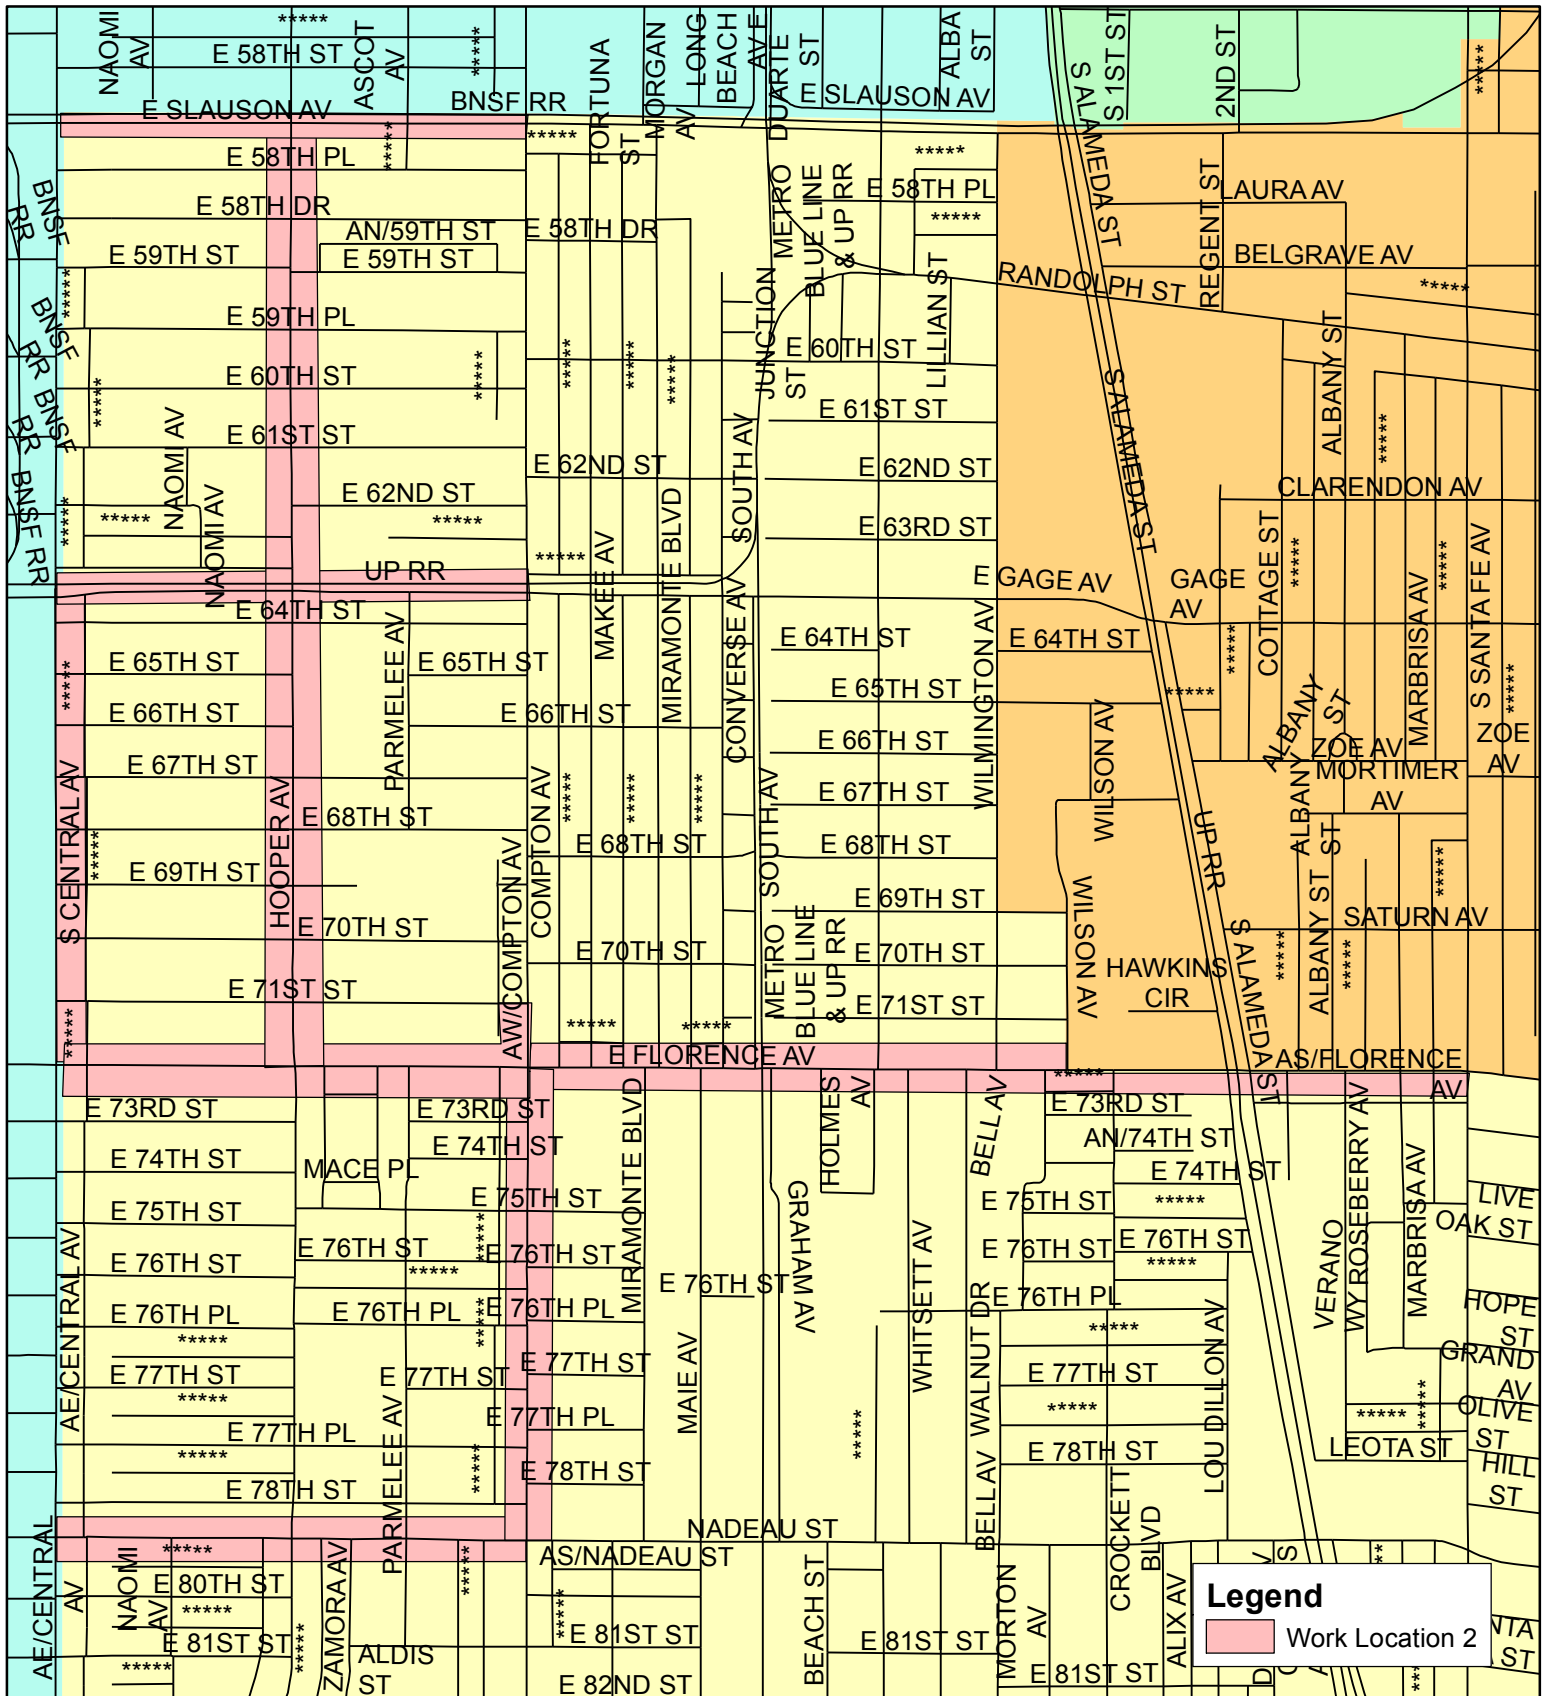 *****
NAOMI
AV
E 58TH ST
ASCOT
AV
*****
FORTUNA
ST
MORGAN
AV
LONG
BEACH
AV E
DUARTE
ST
ALBA
ST
S 1ST ST
2ND ST
*****
E SLAUSON AV
BNSF RR
E SLAUSON AV
S ALAMEDA ST
*****
*****
E 58TH PL
*****
E 58TH PL
*****
LAURA AV
REGENT ST
BNSF
RR
E 58TH DR
AN/59TH ST
E 58TH DR
METRO
BLUE LINE
& UP RR
E 59TH ST
E 59TH ST
BELGRAVE AV
*****
RANDOLPH ST
*****
LILLIAN ST
BNSF
RR
E 59TH PL
JUNCTION
ST
E 60TH ST
ALBANY ST
*****
*****
*****
*****
E 60TH ST
*****
BNSF
RR
E 61ST ST
S ALAMEDA ST
*****
E 61ST ST
NAOMI AV
SOUTH AV
E 62ND ST
E 62ND ST
BNSF RR
NAOMI AV
E 62ND ST
MIRAMONTE BLVD
CLARENDON AV
*****
*****
*****
E 63RD ST
COTTAGE ST
*****
*****
S SANTA FE AV
UP RR
*****
MAKEE AV
E GAGE AV
GAGE
AV
MARBRISA AV
E 64TH ST
PARMELEE AV
CONVERSE AV
E 64TH ST
WILMINGTON AV
E 64TH ST
*****
*****
E 65TH ST
E 65TH ST
E 65TH ST
*****
*****
E 66TH ST
E 66TH ST
E 66TH ST
WILSON AV
ALBANY
ST
ZOE AV
ZOE
AV
E 67TH ST
S CENTRAL AV
HOOPER AV
COMPTON AV
*****
*****
*****
SOUTH AV
E 67TH ST
MORTIMER
AV
ALBANY
ST
E 68TH ST
E 68TH ST
E 68TH ST
UP RR
*****
*****
E 69TH ST
AW/COMPTON AV
E 69TH ST
WILSON AV
ALBANY ST
SATURN AV
E 70TH ST
E 70TH ST
METRO
BLUE LINE
& UP RR
E 70TH ST
HAWKINS
CIR
S ALAMEDA ST
*****
*****
E 71ST ST
E 71ST ST
*****
*****
*****
E FLORENCE AV
AS/FLORENCE
AV
*****
E 73RD ST
E 73RD ST
MIRAMONTE BLVD
HOLMES
AV
BELL AV
E 73RD ST
WY ROSEBERRY AV
E 74TH ST
AN/74TH ST
E 74TH ST
MACE PL
E 74TH ST
MARBRISA AV
E 75TH ST
E 75TH ST
GRAHAM AV
E 75TH ST
*****
LIVE
OAK ST
AE/CENTRAL AV
E 76TH ST
E 76TH ST
*****
*****
E 76TH ST
WHITSETT AV
E 76TH ST
E 76TH ST
*****
VERANO
E 76TH ST
E 76TH PL
E 76TH PL
*****
E 76TH PL
WALNUT DR
E 76TH PL
LOU DILLON AV
HOPE
ST
*****
*****
GRAND
AV
E 77TH ST
E 77TH ST
E 77TH ST
MAIE AV
E 77TH ST
*****
PARMELEE AV
E 77TH PL
*****
*****
*****
*****
OLIVE
ST
E 77TH PL
*****
*****
E 78TH ST
E 78TH ST
LEOTA ST
HILL
ST
E 78TH ST
BELL AV
CROCKETT
BLVD
NADEAU ST
AS/NADEAU ST
AE/CENTRAL
AV
NAOMI
AV
*****
E 80TH ST
*****
E 81ST ST
*****
ZAMORA AV
*****
*****
*****
BEACH ST
MORTON
AV
ALIX AV
ALDIS
ST
E 81ST ST
E 81ST ST
E 82ND ST
E 81ST ST
Legend
Work Location 2